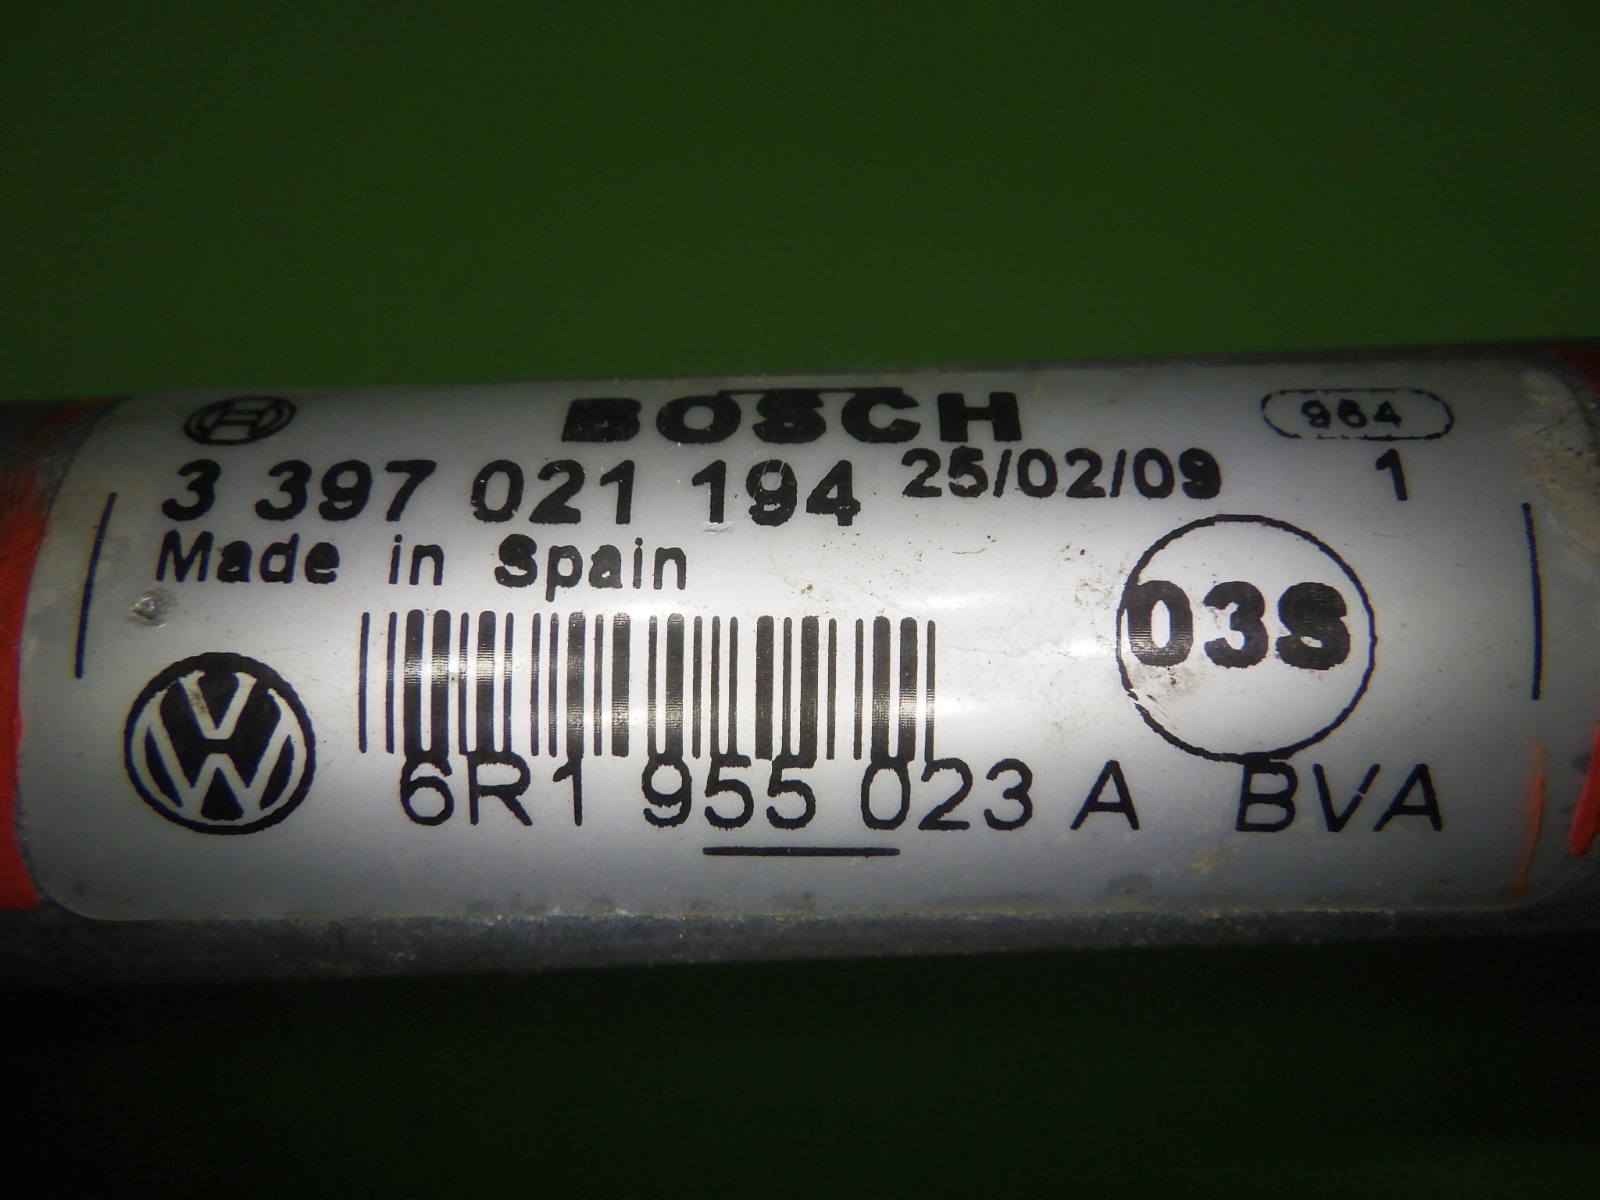 BOSCH 964
3 397 021 194 25/02/09 1
Made in Spain
03S
6R1 955 023 A BVA